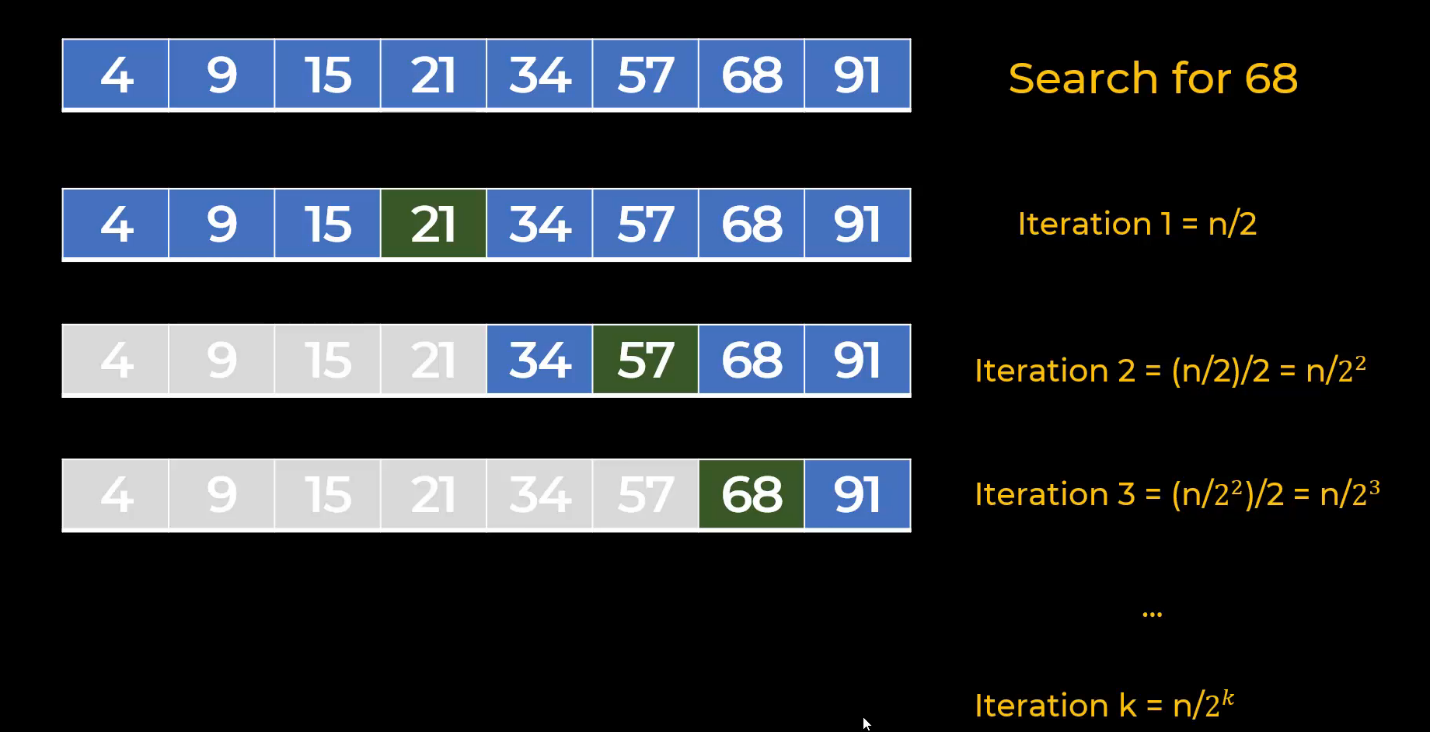 4 9 15 21 34 57 68 91
Search for 68
4 9 15 21 34 57 68 91
Iteration 1 = n/2
4 9 15 21 34 57 68 91
Iteration 2 = (n/2)/2 = n/2²
4 9 15 21 34 57 68 91
Iteration 3 = (n/2²)/2 = n/2³
...
Iteration k = n/2ᵏ